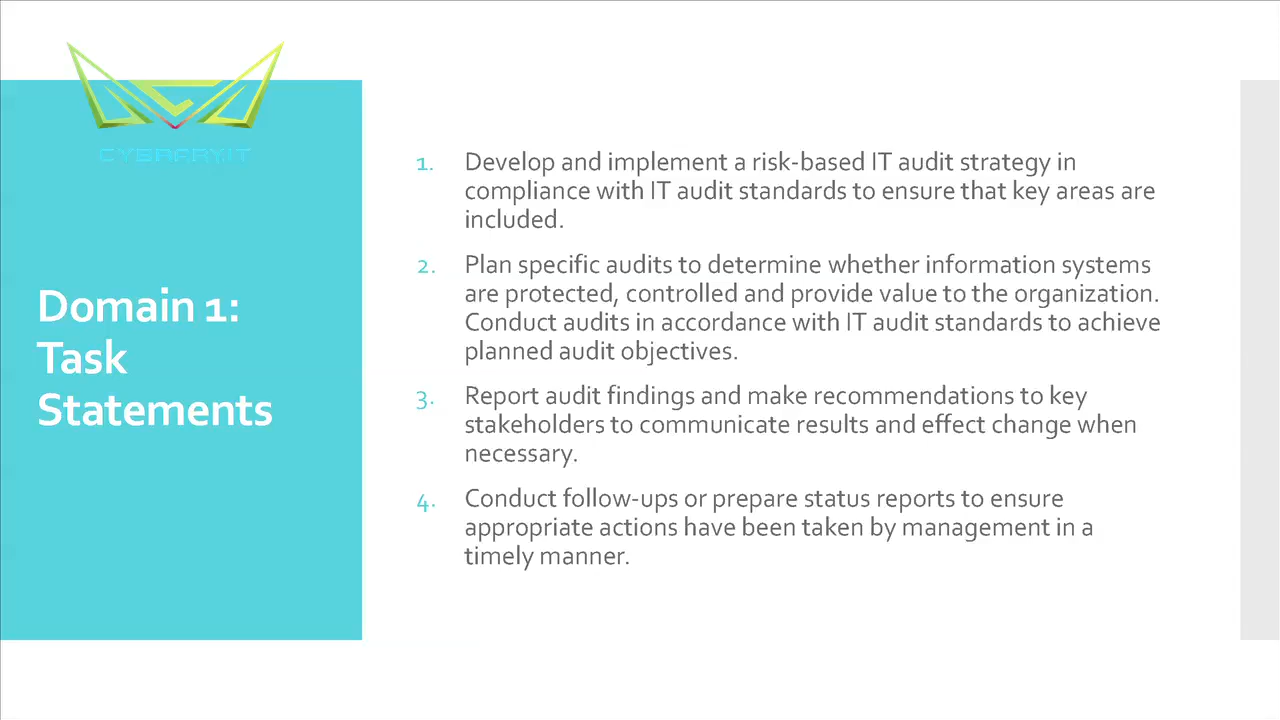 CYBRARYIT
Domain 1:
Task
Statements
1. Develop and implement a risk-based IT audit strategy in
compliance with IT audit standards to ensure that key areas are
included.
2. Plan specific audits to determine whether information systems
are protected, controlled and provide value to the organization.
Conduct audits in accordance with IT audit standards to achieve
planned audit objectives.
3. Report audit findings and make recommendations to key
stakeholders to communicate results and effect change when
necessary.
4. Conduct follow-ups or prepare status reports to ensure
appropriate actions have been taken by management in a
timely manner.